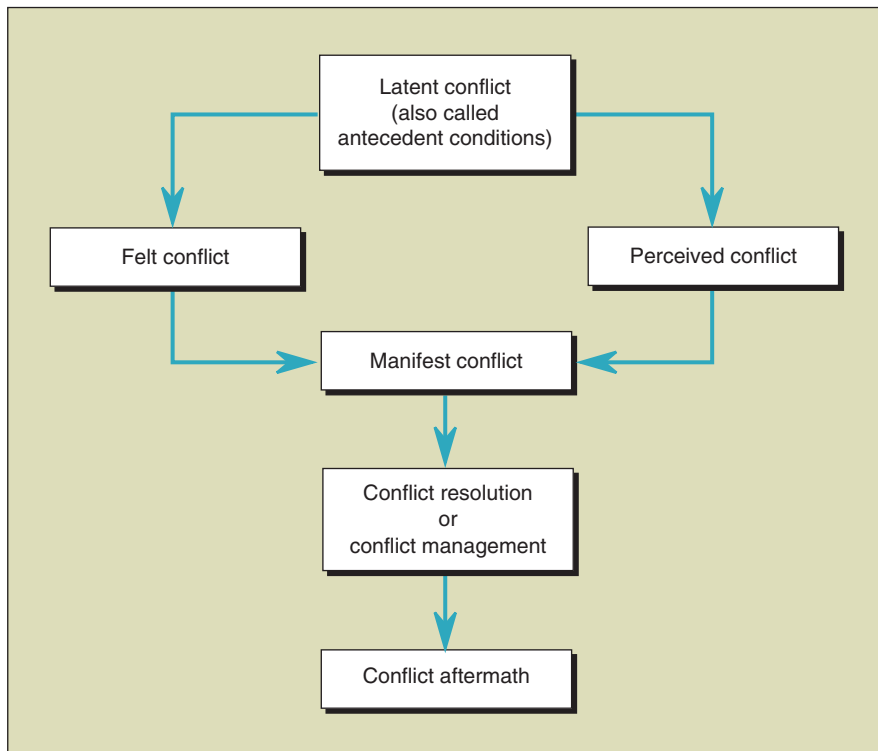 Latent conflict
(also called
antecedent conditions)
Felt conflict
Perceived conflict
Manifest conflict
Conflict resolution
or
conflict management
Conflict aftermath